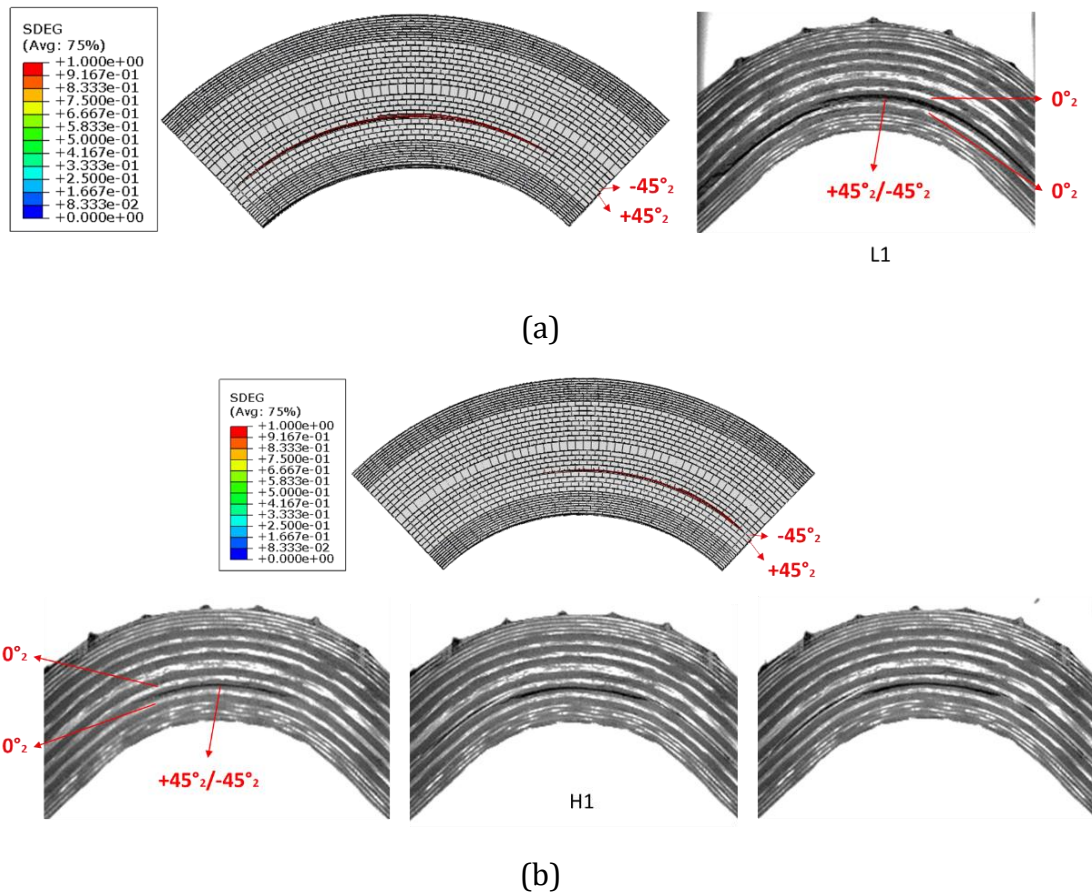 SDEG
(Avg: 75%)
+1.000e+00
+9.167e-01
+8.333e-01
+7.500e-01
+6.667e-01
+5.833e-01
+5.000e-01
+4.167e-01
+3.333e-01
+2.500e-01
+1.667e-01
+8.333e-02
+0.000e+00
-45°₂
+45°₂
0°₂
0°₂
+45°₂/-45°₂
L1
(a)
SDEG
(Avg: 75%)
+1.000e+00
+9.167e-01
+8.333e-01
+7.500e-01
+6.667e-01
+5.833e-01
+5.000e-01
+4.167e-01
+3.333e-01
+2.500e-01
+1.667e-01
+8.333e-02
+0.000e+00
-45°₂
+45°₂
0°₂
0°₂
+45°₂/-45°₂
H1
(b)